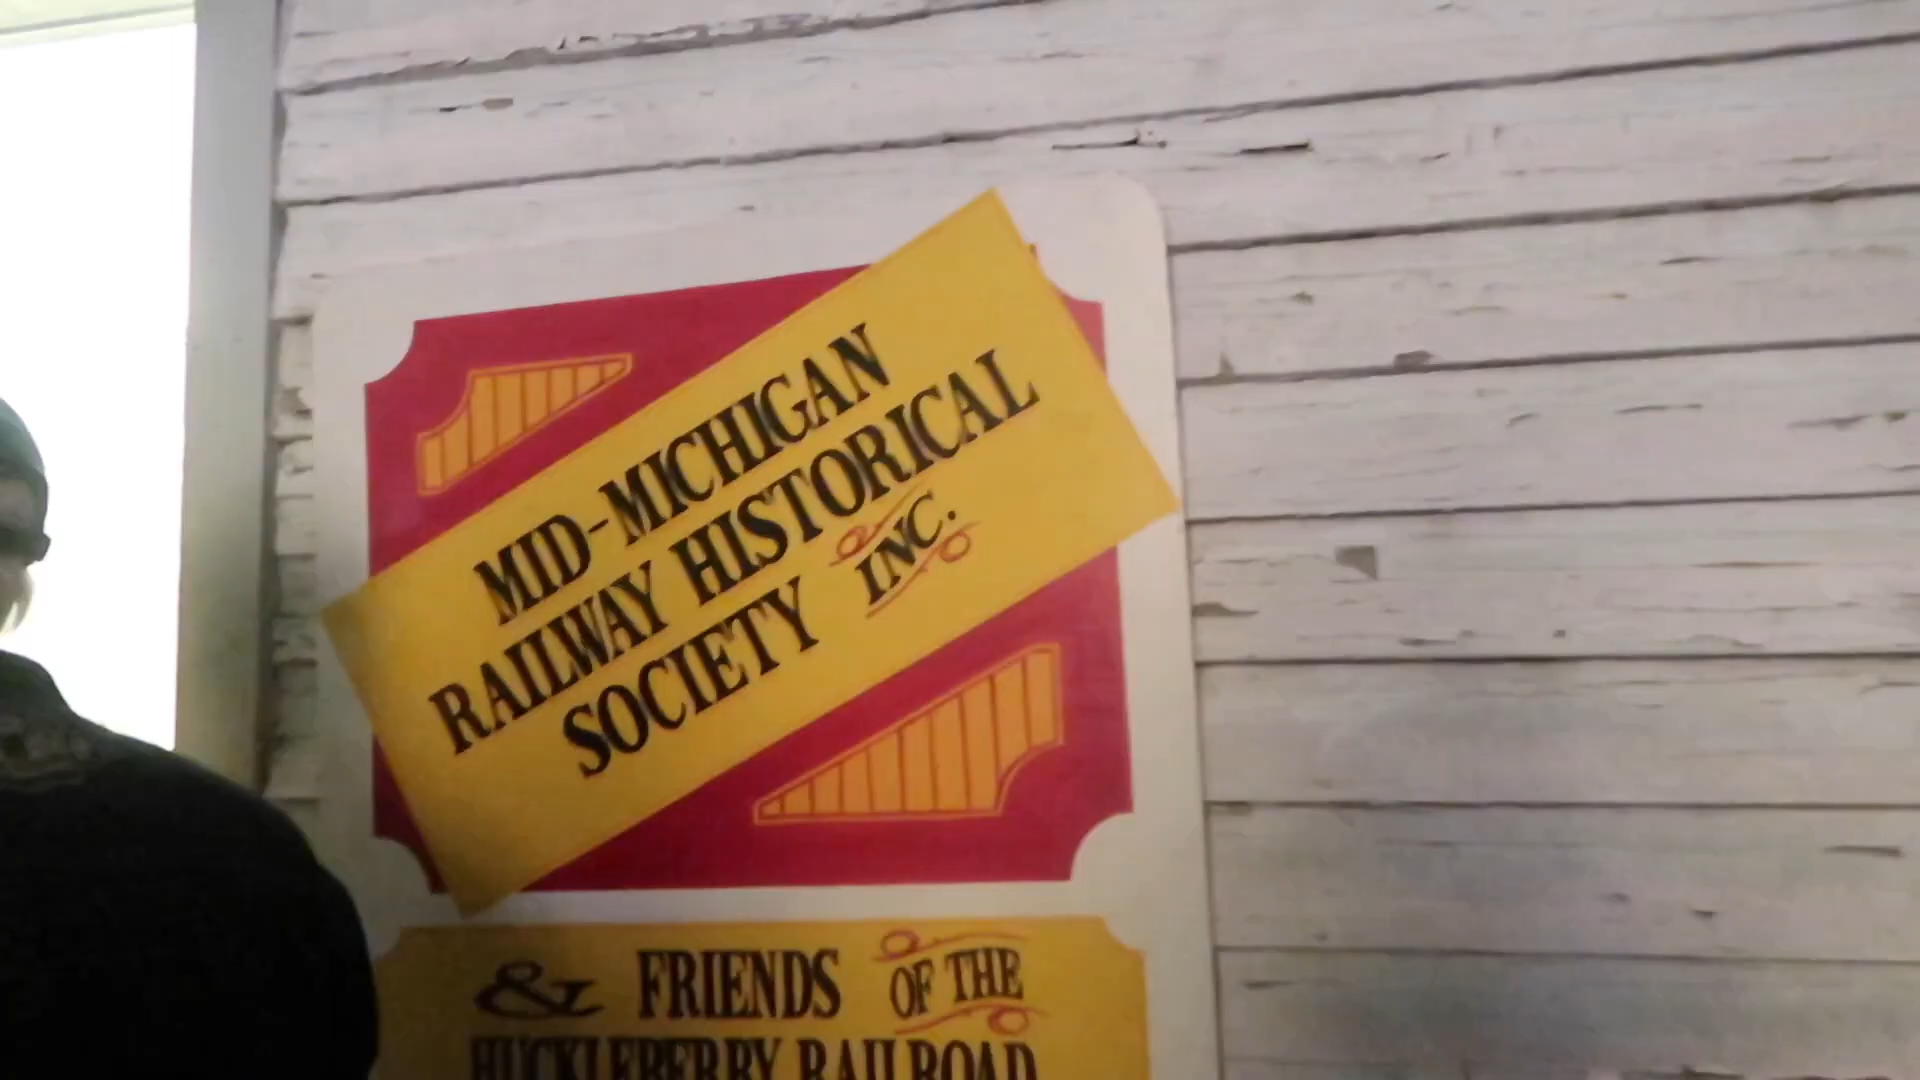 MID-MICHIGAN
RAILWAY HISTORICAL
SOCIETY INC.
& FRIENDS OF THE
HUCKLEBERRY RAILROAD